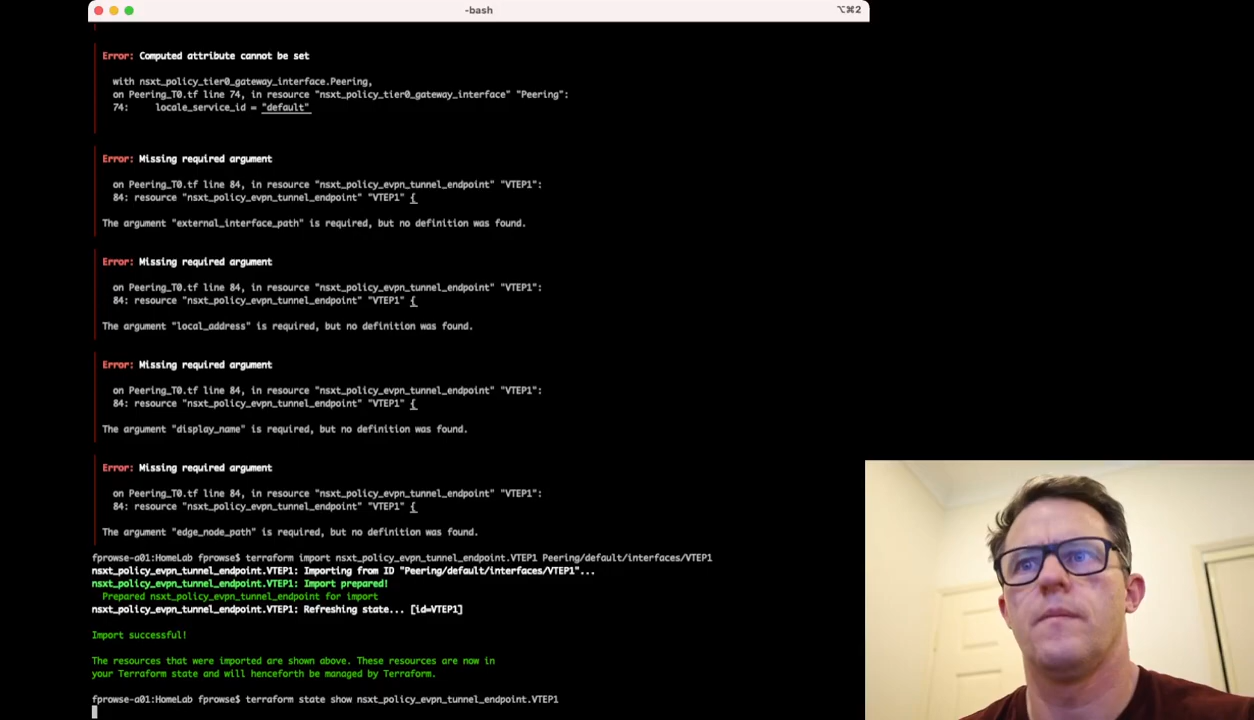 -bash
⌥⌘2
Error: Computed attribute cannot be set
with nsxt_policy_tier0_gateway_interface.Peering,
on Peering_T0.tf line 74, in resource "nsxt_policy_tier0_gateway_interface" "Peering":
74: locale_service_id = "default"
Error: Missing required argument
on Peering_T0.tf line 84, in resource "nsxt_policy_evpn_tunnel_endpoint" "VTEP1":
84: resource "nsxt_policy_evpn_tunnel_endpoint" "VTEP1" {
The argument "external_interface_path" is required, but no definition was found.
Error: Missing required argument
on Peering_T0.tf line 84, in resource "nsxt_policy_evpn_tunnel_endpoint" "VTEP1":
84: resource "nsxt_policy_evpn_tunnel_endpoint" "VTEP1" {
The argument "local_address" is required, but no definition was found.
Error: Missing required argument
on Peering_T0.tf line 84, in resource "nsxt_policy_evpn_tunnel_endpoint" "VTEP1":
84: resource "nsxt_policy_evpn_tunnel_endpoint" "VTEP1" {
The argument "display_name" is required, but no definition was found.
Error: Missing required argument
on Peering_T0.tf line 84, in resource "nsxt_policy_evpn_tunnel_endpoint" "VTEP1":
84: resource "nsxt_policy_evpn_tunnel_endpoint" "VTEP1" {
The argument "edge_node_path" is required, but no definition was found.
fprowse-a01:HomeLab fprowse$ terraform import nsxt_policy_evpn_tunnel_endpoint.VTEP1 Peering/default/interfaces/VTEP1
nsxt_policy_evpn_tunnel_endpoint.VTEP1: Importing from ID "Peering/default/interfaces/VTEP1"...
nsxt_policy_evpn_tunnel_endpoint.VTEP1: Import prepared!
Prepared nsxt_policy_evpn_tunnel_endpoint for import
nsxt_policy_evpn_tunnel_endpoint.VTEP1: Refreshing state... [id=VTEP1]
Import successful!
The resources that were imported are shown above. These resources are now in
your Terraform state and will henceforth be managed by Terraform.
fprowse-a01:HomeLab fprowse$ terraform state show nsxt_policy_evpn_tunnel_endpoint.VTEP1